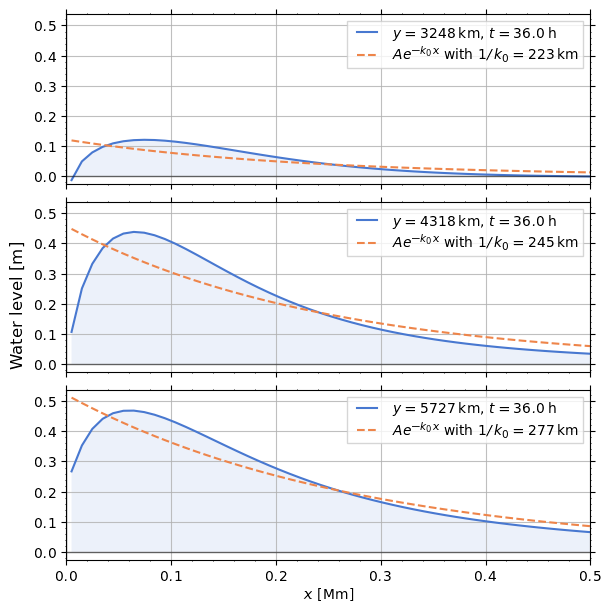 0.5
0.4
0.3
0.2
0.1
0.0
y = 3248 km, t = 36.0 h
Ae^{-k_0 x} with 1/k_0 = 223 km
0.5
0.4
0.3
0.2
0.1
0.0
y = 4318 km, t = 36.0 h
Ae^{-k_0 x} with 1/k_0 = 245 km
Water level [m]
0.5
0.4
0.3
0.2
0.1
0.0
y = 5727 km, t = 36.0 h
Ae^{-k_0 x} with 1/k_0 = 277 km
0.0 0.1 0.2 0.3 0.4 0.5
x [Mm]